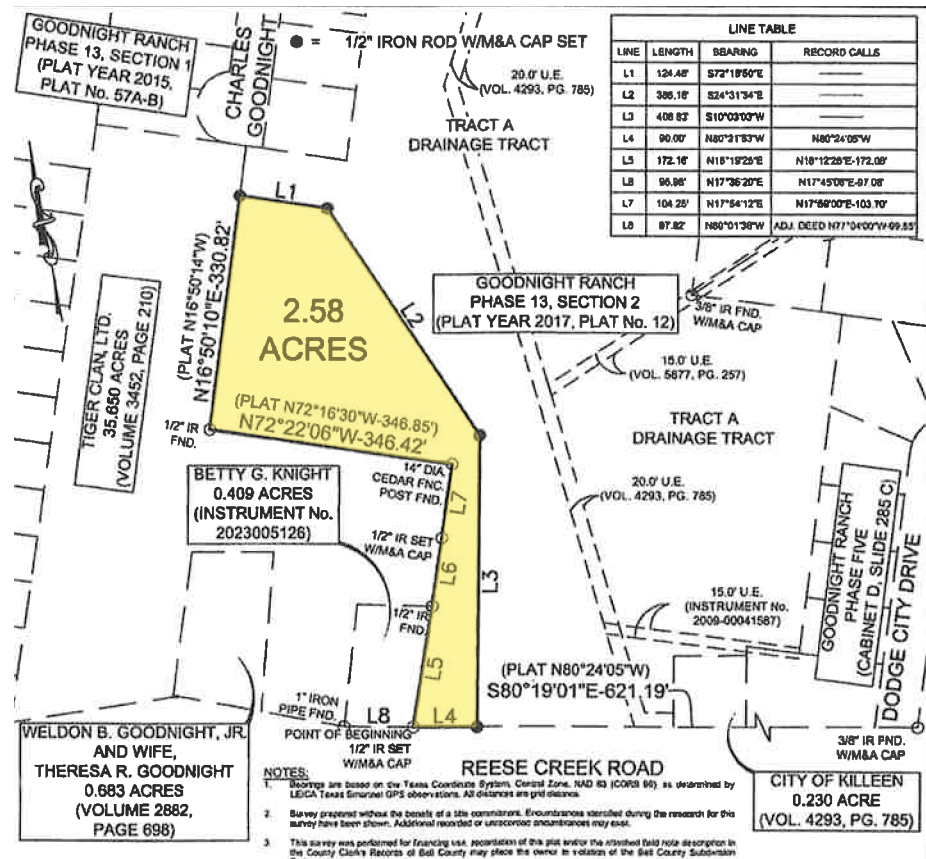 GOODNIGHT RANCH
PHASE 13, SECTION 1
(PLAT YEAR 2015,
PLAT No. 57A-B)
CHARLES
GOODNIGHT
● = 1/2" IRON ROD W/M&A CAP SET
20.0' U.E.
(VOL. 4293, PG. 785)
TRACT A
DRAINAGE TRACT
LINE TABLE
LINE LENGTH BEARING RECORD CALLS
L1 124.48' S72°18'50"E ———
L2 386.18' S24°31'34"E ———
L3 408.83' S10°03'03"W ———
L4 90.00' N80°21'53"W N80°24'05"W
L5 172.16' N18°19'25"E N18°12'26"E-172.08'
L6 96.98' N17°36'20"E N17°45'08"E-97.08'
L7 104.25' N17°54'12"E N17°59'00"E-103.70'
L8 97.82' N80°01'38"W ADJ. DEED N77°04'00"W-99.55'
L1
(PLAT N16°50'14"W)
N16°50'10"E-330.82'
2.58
ACRES
L2
GOODNIGHT RANCH
PHASE 13, SECTION 2
(PLAT YEAR 2017, PLAT No. 12)
3/8" IR FND.
W/M&A CAP
15.0' U.E.
(VOL. 5877, PG. 257)
TIGER CLAN, LTD.
35.650 ACRES
(VOLUME 3452, PAGE 210)
(PLAT N72°16'30"W-346.85')
N72°22'06"W-346.42'
1/2" IR
FND.
TRACT A
DRAINAGE TRACT
BETTY G. KNIGHT
0.409 ACRES
(INSTRUMENT No.
2023005126)
14" DIA.
CEDAR FNC.
POST FND.
L7
20.0' U.E.
(VOL. 4293, PG. 785)
1/2" IR SET
W/M&A CAP
L6
L3
GOODNIGHT RANCH
PHASE FIVE
(CABINET D, SLIDE 285 C)
DODGE CITY DRIVE
1/2" IR
FND.
15.0' U.E.
(INSTRUMENT No.
2009-00041587)
L5
(PLAT N80°24'05"W)
S80°19'01"E-621.19'
1" IRON
PIPE FND.
L8
L4
POINT OF BEGINNING
1/2" IR SET
W/M&A CAP
3/8" IR FND.
W/M&A CAP
WELDON B. GOODNIGHT, JR.
AND WIFE,
THERESA R. GOODNIGHT
0.683 ACRES
(VOLUME 2882,
PAGE 698)
REESE CREEK ROAD
CITY OF KILLEEN
0.230 ACRE
(VOL. 4293, PG. 785)
NOTES:
1. Bearings are based on the Texas Coordinate System, Central Zone, NAD 83 (CORS 96), as determined by
LEICA Texas Smartnet GPS observations. All distances are grid distance.
2. Survey prepared without the benefit of a title commitment. Encumbrances identified during the research for this
survey have been shown. Additional recorded or unrecorded encumbrances may exist.
3. This survey was performed for financing use, recordation of this plat and/or the attached field note description in
the County Clerk's Records of Bell County may place the owner in violation of the Bell County Subdivision